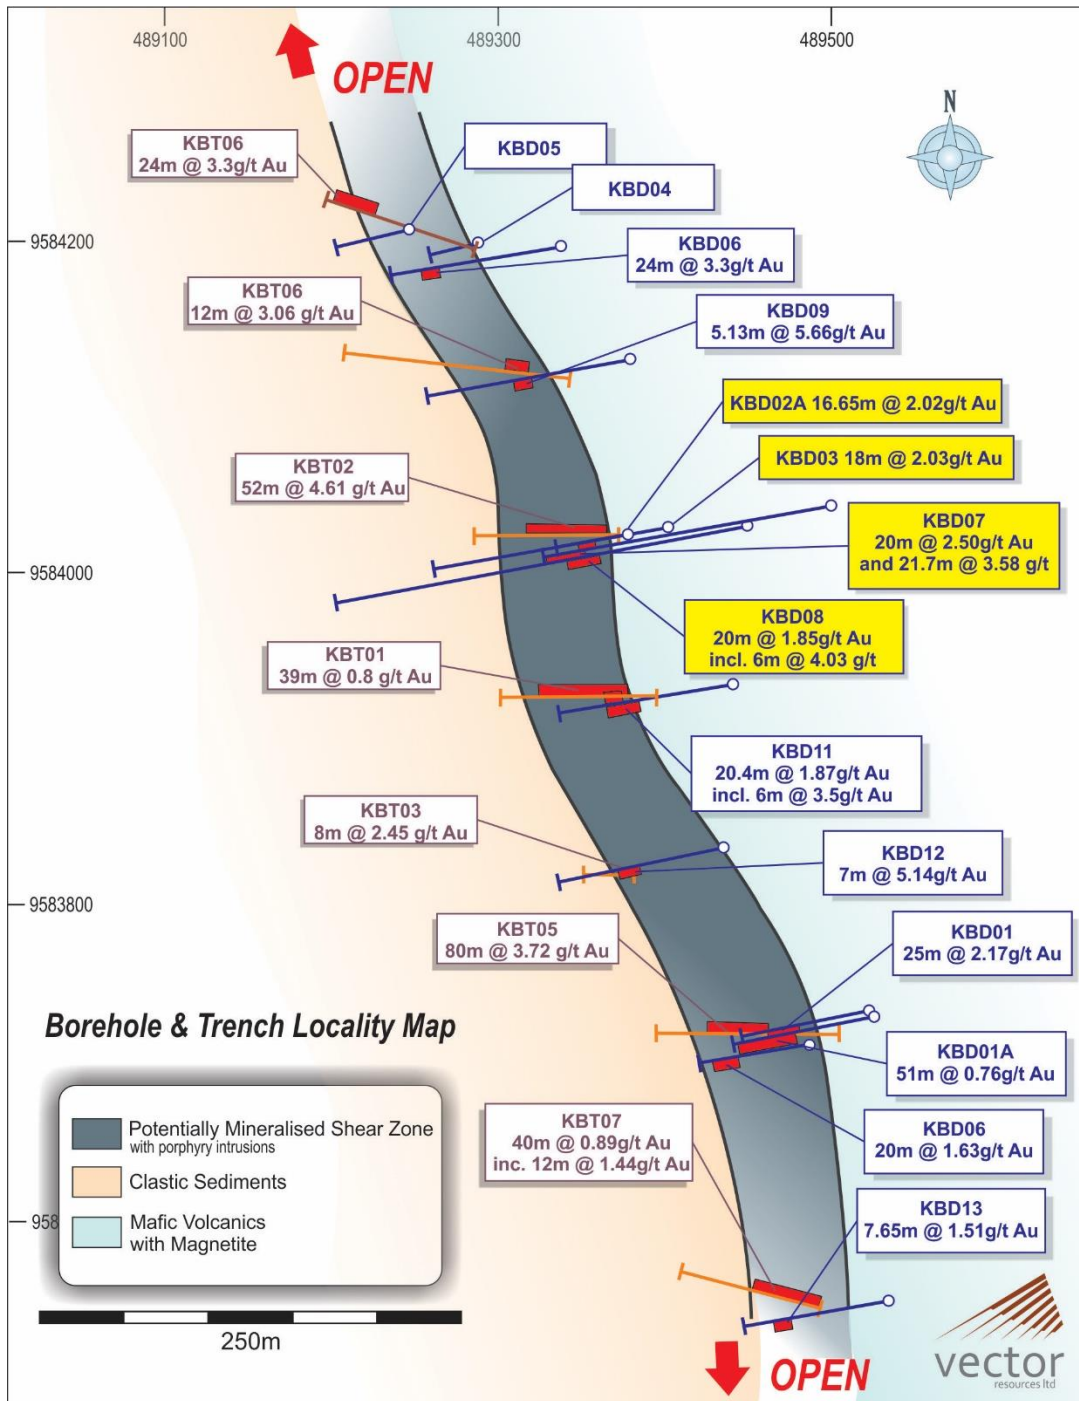 489100
489300
489500
OPEN
N
KBT06
24m @ 3.3g/t Au
KBD05
KBD04
9584200
KBD06
24m @ 3.3g/t Au
KBT06
12m @ 3.06 g/t Au
KBD09
5.13m @ 5.66g/t Au
KBD02A 16.65m @ 2.02g/t Au
KBD03 18m @ 2.03g/t Au
KBT02
52m @ 4.61 g/t Au
KBD07
20m @ 2.50g/t Au
and 21.7m @ 3.58 g/t
9584000
KBD08
20m @ 1.85g/t Au
incl. 6m @ 4.03 g/t
KBT01
39m @ 0.8 g/t Au
KBD11
20.4m @ 1.87g/t Au
incl. 6m @ 3.5g/t Au
KBT03
8m @ 2.45 g/t Au
KBD12
7m @ 5.14g/t Au
9583800
KBT05
80m @ 3.72 g/t Au
KBD01
25m @ 2.17g/t Au
Borehole & Trench Locality Map
KBD01A
51m @ 0.76g/t Au
KBT07
40m @ 0.89g/t Au
inc. 12m @ 1.44g/t Au
KBD06
20m @ 1.63g/t Au
KBD13
7.65m @ 1.51g/t Au
Potentially Mineralised Shear Zone
with porphyry intrusions
Clastic Sediments
958
Mafic Volcanics
with Magnetite
250m
OPEN
vector
resources ltd